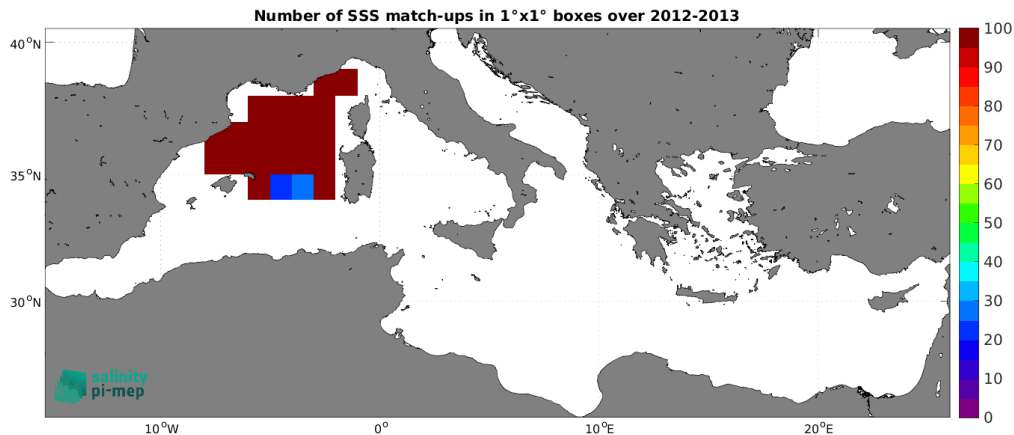 Number of SSS match-ups in 1°x1° boxes over 2012-2013
40°N
35°N
30°N
10°W
0°
10°E
20°E
100
90
80
70
60
50
40
30
20
10
0
salinity
pi-mep